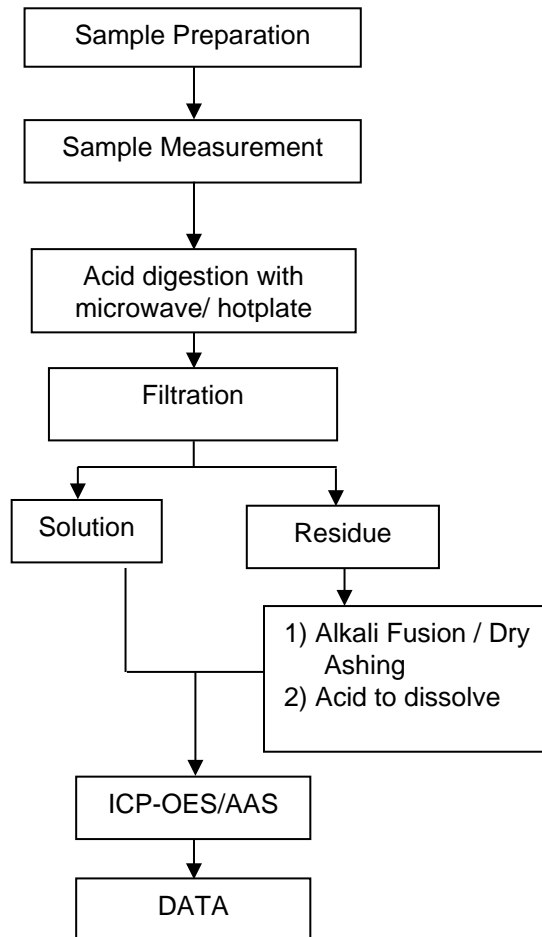 Sample Preparation
Sample Measurement
Acid digestion with
microwave/ hotplate
Filtration
Solution
Residue
1) Alkali Fusion / Dry
Ashing
2) Acid to dissolve
ICP-OES/AAS
DATA